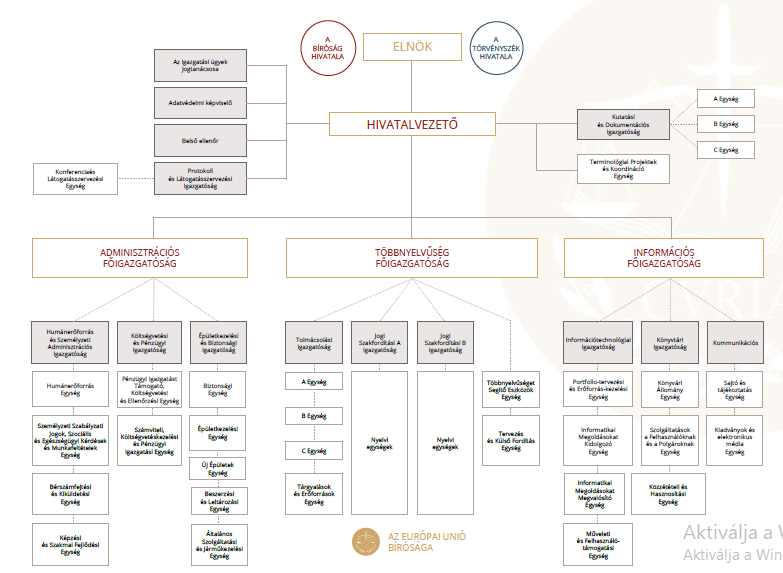 A
BÍRÓSÁG
HIVATALA
ELNÖK
A
TÖRVÉNYSZÉK
HIVATALA
Az Igazgatási ügyek
jogtanácsosa
Adatvédelmi képviselő
Belső ellenőr
Protokoll
és Látogatásszervezési
Igazgatóság
Konferenciaés
Látogatásszervezési
Egység
HIVATALVEZETŐ
Kutatási
és Dokumentációs
Igazgatóság
A Egység
B Egység
C Egység
Terminológiai Projektek
és Koordináció
Egység
ADMINISZTRÁCIÓS
FŐIGAZGATÓSÁG
TÖBBNYELVŰSÉG
FŐIGAZGATÓSÁG
INFORMÁCIÓS
FŐIGAZGATÓSÁG
Humánerőforrás
és Személyzeti
Adminisztrációs
Igazgatóság
Humánerőforrás
Egység
Személyzeti Szabályzati
Jogok, Szociális
és Egészségügyi Kérdések
és Munkafeltételek
Egység
Bérszámfejtési
és Kiküldetési
Egység
Képzési
és Szakmai Fejlődési
Egység
Költségvetési
és Pénzügyi
Igazgatóság
Pénzügyi Igazgatást
Támogató,
Költségvetési
és Ellenőrzési Egység
Számviteli,
Költségvetéskezelési
és Pénzügyi
Igazgatási Egység
Épületkezelési
és Biztonsági
Igazgatóság
Biztonsági
Egység
Épületkezelési
Egység
Új Épületek
Egység
Beszerzési
és Leltározási
Egység
Általános
Szolgáltatási
és Járműkezelési
Egység
Tolmácsolási
Igazgatóság
A Egység
B Egység
C Egység
Tárgyalások
és Erőforrások
Egység
Jogi
Szakfordítási A
Igazgatóság
Nyelvi
egységek
Jogi
Szakfordítási B
Igazgatóság
Nyelvi
egységek
Többnyelvűséget
Segítő Eszközök
Egység
Tervezés
és Külső Fordítás
Egység
Információtechnológiai
Igazgatóság
Portfolio-tervezési
és Erőforrás-kezelési
Egység
Informatikai
Megoldásokat
Kidolgozó
Egység
Informatikai
Megoldásokat
Megvalósító
Egység
Műveleti
és Felhasználó-
támogatási
Egység
Könyvtári
Igazgatóság
Könyvári
Állomány
Egység
Szolgáltatások
a Felhasználóknak
és a Polgároknak
Egység
Közzétételi és
Hasznosítási
Egység
Kommunikációs
Sajtó és
tájékoztatás
Egység
Kiadványok és
elektronikus
média
Egység
AZ EURÓPAI UNIÓ
BÍRÓSÁGA
CVRIA
Aktiválja a
Aktiválja a Win